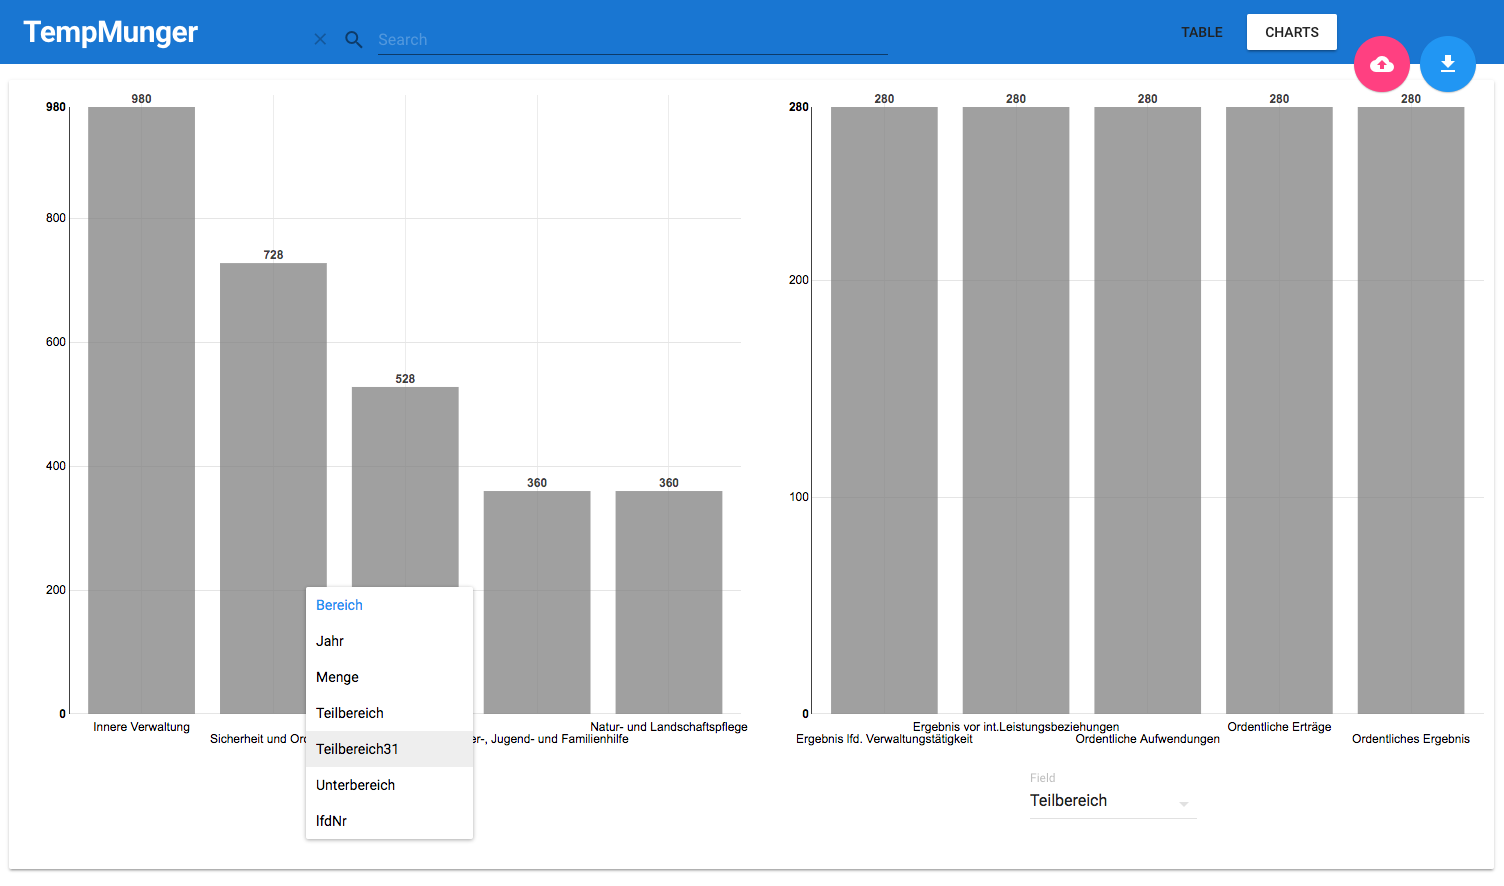 TempMunger
Search
TABLE
CHARTS
980
800
600
400
200
0
980
728
528
360
360
Innere Verwaltung
Sicherheit und Or
er-, Jugend- und Familienhilfe
Natur- und Landschaftspflege
Bereich
Jahr
Menge
Teilbereich
Teilbereich31
Unterbereich
lfdNr
280
200
100
0
280
280
280
280
280
Ergebnis lfd. Verwaltungstätigkeit
Ergebnis vor int.Leistungsbeziehungen
Ordentliche Aufwendungen
Ordentliche Erträge
Ordentliches Ergebnis
Field
Teilbereich